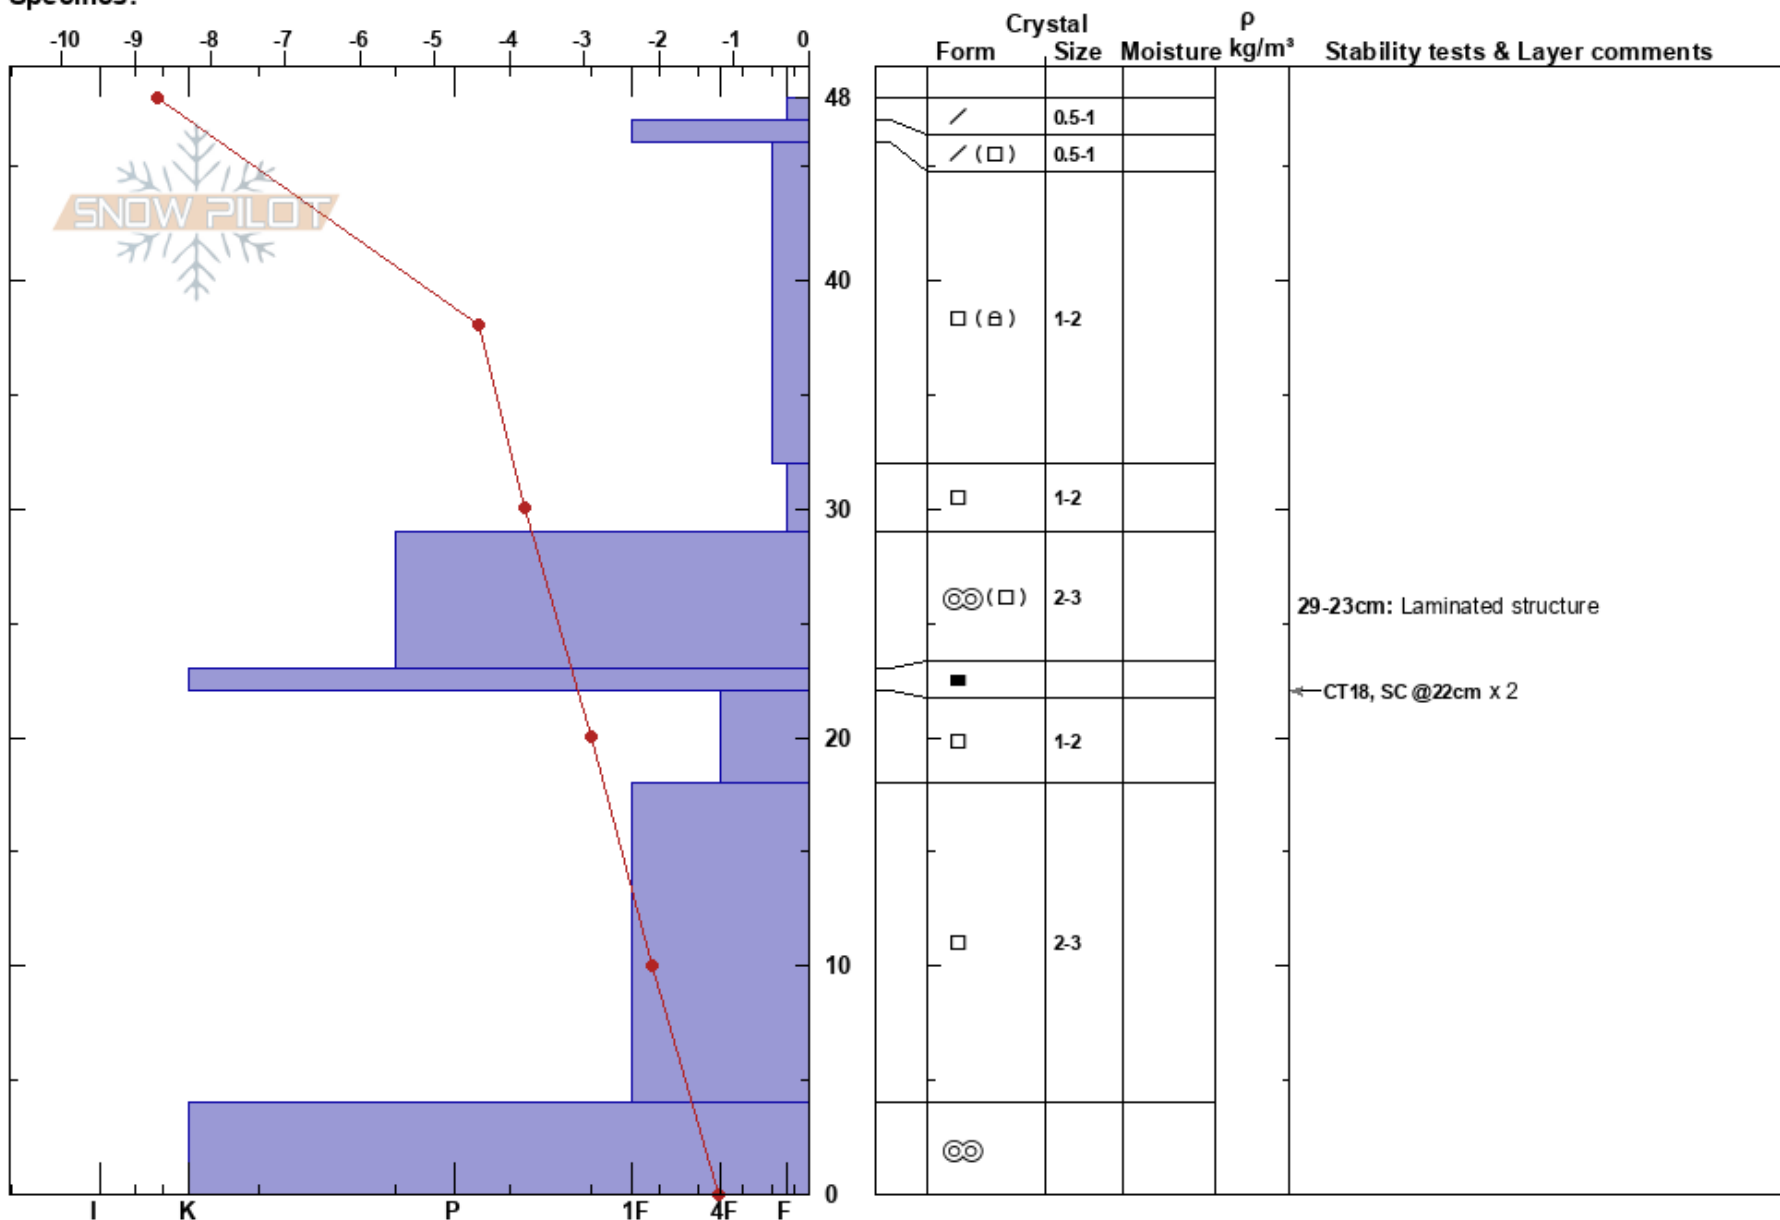 Specifics:
-10 -9 -8 -7 -6 -5 -4 -3 -2 -1 0
Crystal ρ
Form Size Moisture kg/m³ Stability tests & Layer comments
48
/ 0.5-1
/ (□) 0.5-1
SNOW PILOT
40
1-2
30
1-2
2-3
29-23cm: Laminated structure
CT18, SC @22cm x 2
20
1-2
2-3
10
0
I K P 1F 4F F